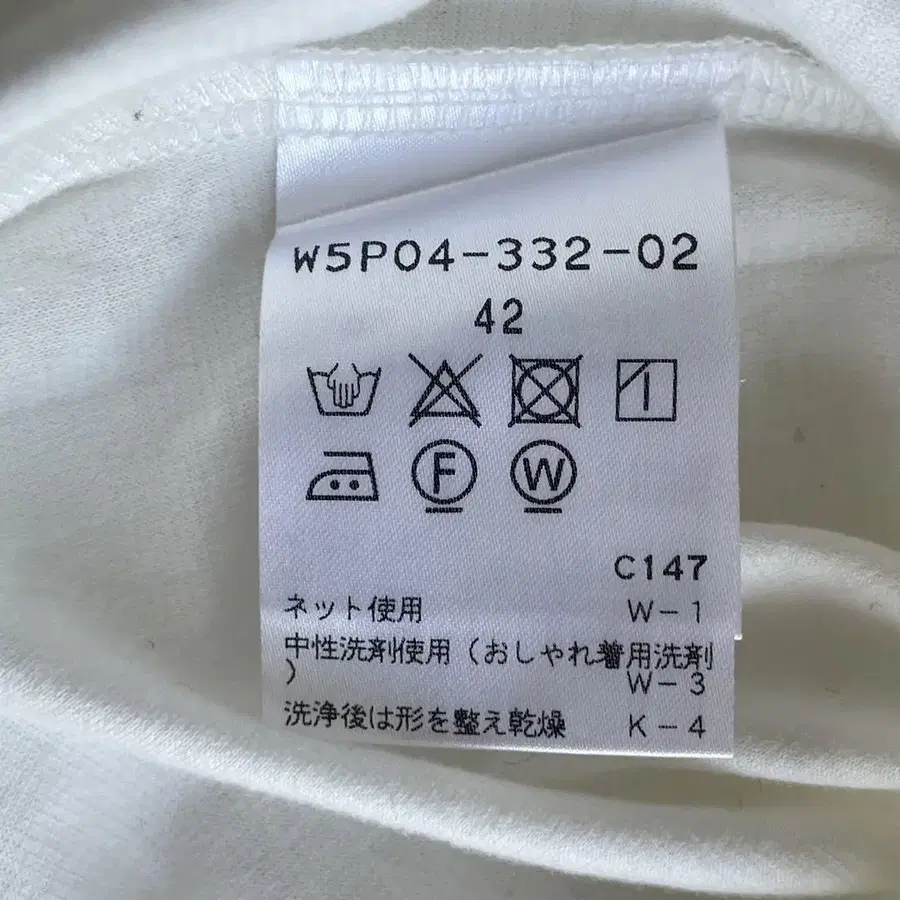 W5P04-332-02
42
F W
C147
ネット使用 W-1
中性洗剤使用(おしゃれ着用洗剤
) W-3
洗浄後は形を整え乾燥 K-4